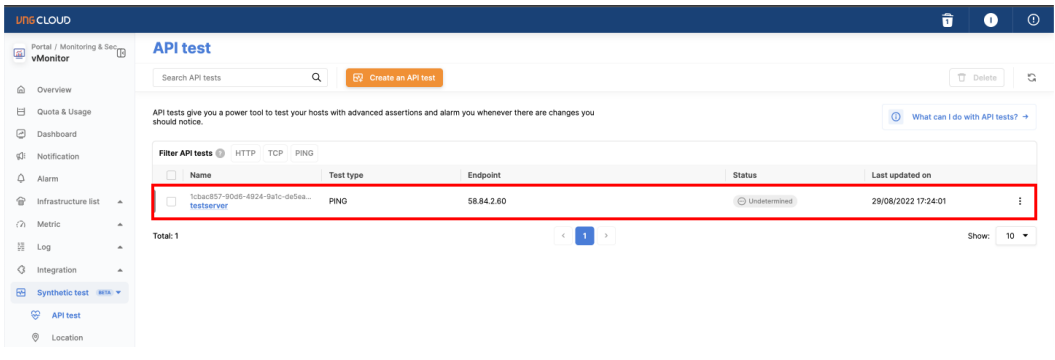 VNG CLOUD
1
I
Portal / Monitoring & Sec
vMonitor
API test
Search API tests
Create an API test
Delete
Overview
Quota & Usage
Dashboard
Notification
Alarm
Infrastructure list
Metric
Log
Integration
Synthetic test BETA
API test
Location
API tests give you a power tool to test your hosts with advanced assertions and alarm you whenever there are changes you
should notice.
What can I do with API tests? →
Filter API tests ? HTTP TCP PING
Name Test type Endpoint Status Last updated on
1cbac857-90d6-4924-9a1c-de5ea...
testserver PING 58.84.2.60 Undetermined 29/08/2022 17:24:01
Total: 1 < 1 > Show: 10